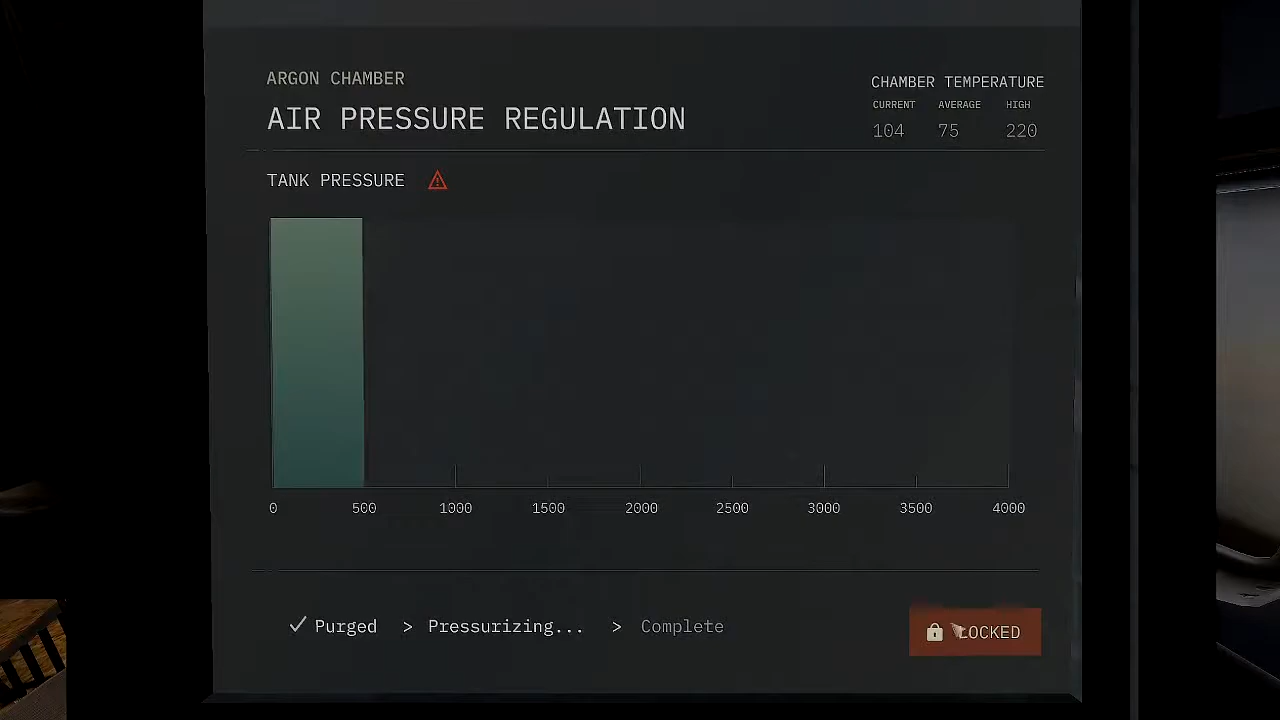 ARGON CHAMBER
AIR PRESSURE REGULATION
CHAMBER TEMPERATURE
CURRENT AVERAGE HIGH
104 75 220
TANK PRESSURE
0 500 1000 1500 2000 2500 3000 3500 4000
✓ Purged > Pressurizing... > Complete
LOCKED